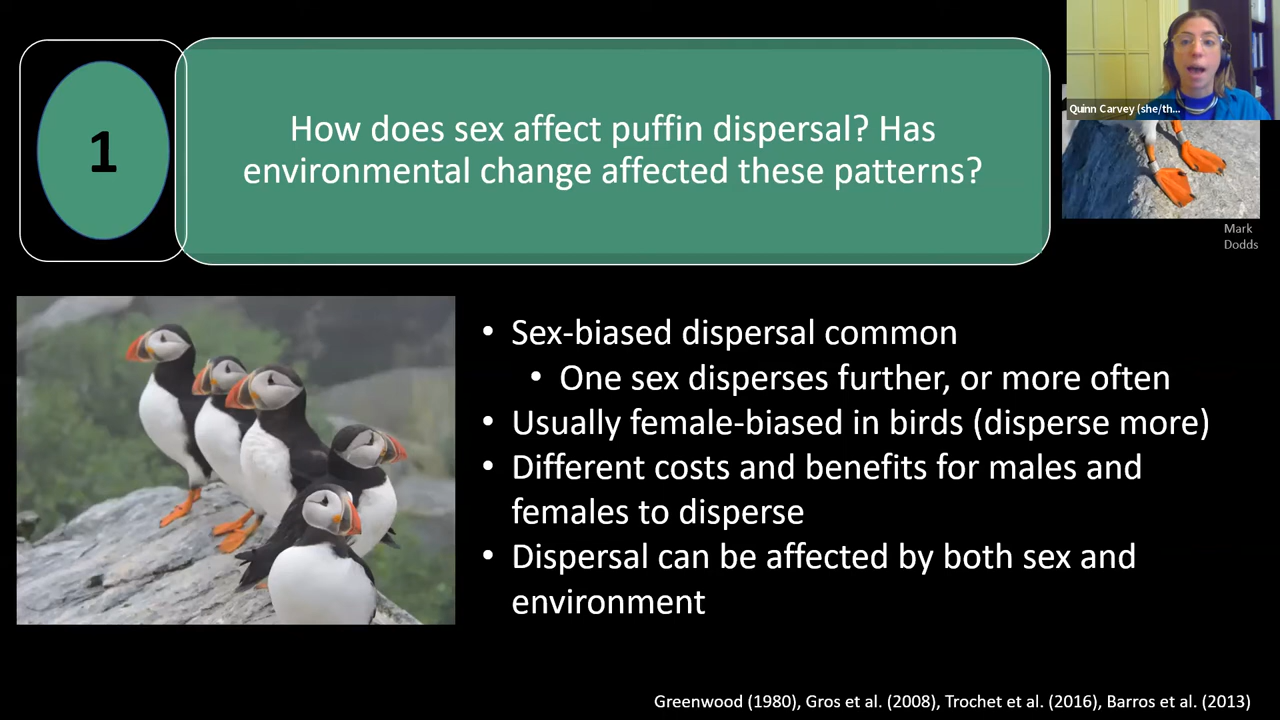 1
How does sex affect puffin dispersal? Has
environmental change affected these patterns?
Quinn Carvey (she/th...
Mark
Dodds
• Sex-biased dispersal common
• One sex disperses further, or more often
• Usually female-biased in birds (disperse more)
• Different costs and benefits for males and
females to disperse
• Dispersal can be affected by both sex and
environment
Greenwood (1980), Gros et al. (2008), Trochet et al. (2016), Barros et al. (2013)